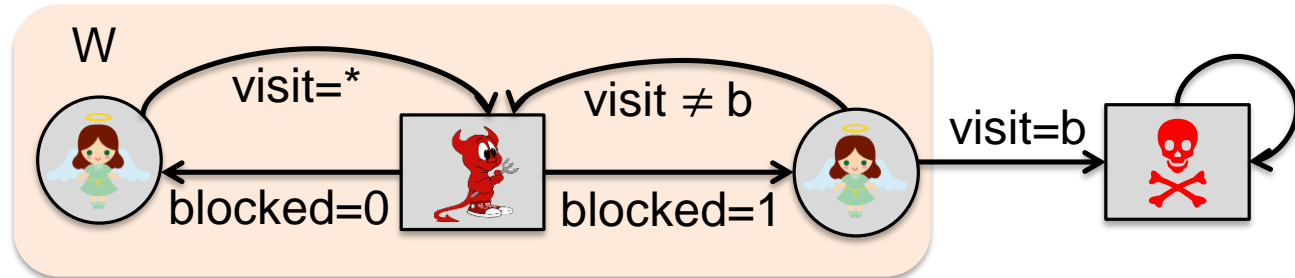 W
visit=*
visit ≠ b
visit=b
blocked=0
blocked=1